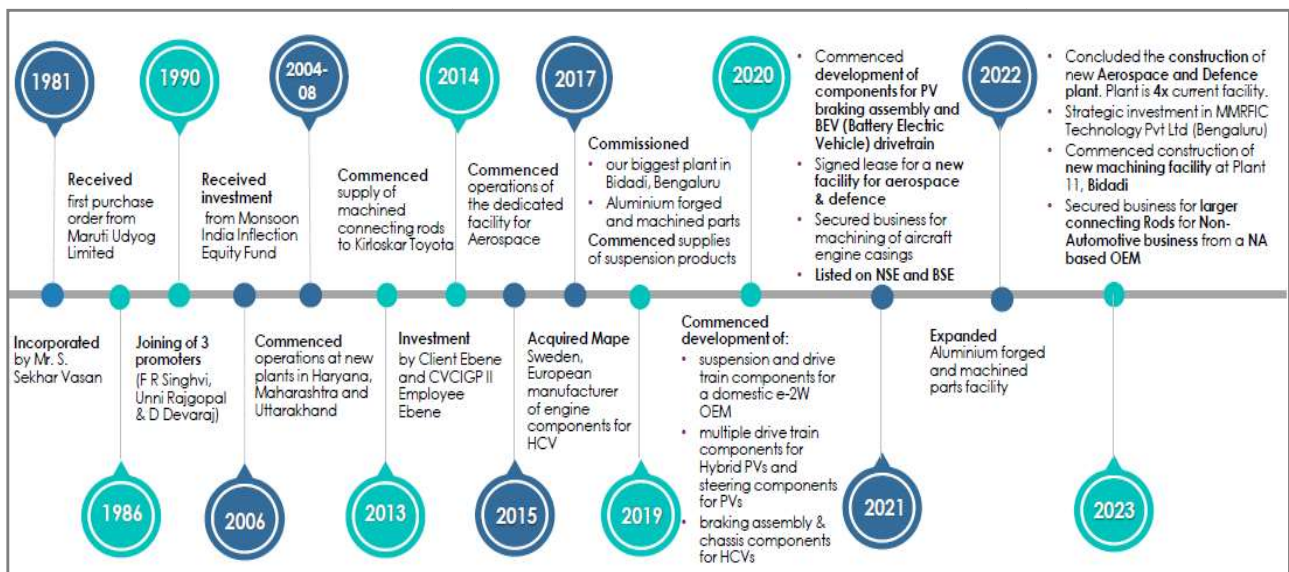 1981
Received
first purchase
order from
Maruti Udyog
Limited
1990
Received
investment
from Monsoon
India Inflection
Equity Fund
2004-
08
Commenced
supply of
machined
connecting rods
to Kirloskar Toyota
2014
Commenced
operations of
the dedicated
facility for
Aerospace
2017
Commissioned
• our biggest plant in
Bidadi, Bengaluru
• Aluminium forged
and machined parts
Commenced supplies
of suspension products
2020
• Commenced
development of
components for PV
braking assembly and
BEV (Battery Electric
Vehicle) drivetrain
• Signed lease for a new
facility for aerospace
& defence
• Secured business for
machining of aircraft
engine casings
• Listed on NSE and BSE
2022
• Concluded the construction of
new Aerospace and Defence
plant. Plant is 4x current facility.
• Strategic investment in MMRFIC
Technology Pvt Ltd (Bengaluru)
• Commenced construction of
new machining facility at Plant
11, Bidadi
• Secured business for larger
connecting Rods for Non-
Automotive business from a NA
based OEM
Incorporated
by Mr. S.
Sekhar Vasan
Joining of 3
promoters
(F R Singhvi,
Unni Rajgopal
& D Devaraj)
1986
Commenced
operations at new
plants in Haryana,
Maharashtra and
Uttarakhand
2006
Investment
by Client Ebene
and CVCIGP II
Employee
Ebene
2013
Acquired Mape
Sweden,
European
manufacturer
of engine
components for
HCV
2015
2019
Commenced
development of:
• suspension and drive
train components for
a domestic e-2W
OEM
• multiple drive train
components for
Hybrid PVs and
steering components
for PVs
• braking assembly &
chassis components
for HCVs
2021
Expanded
Aluminium forged
and machined
parts facility
2023